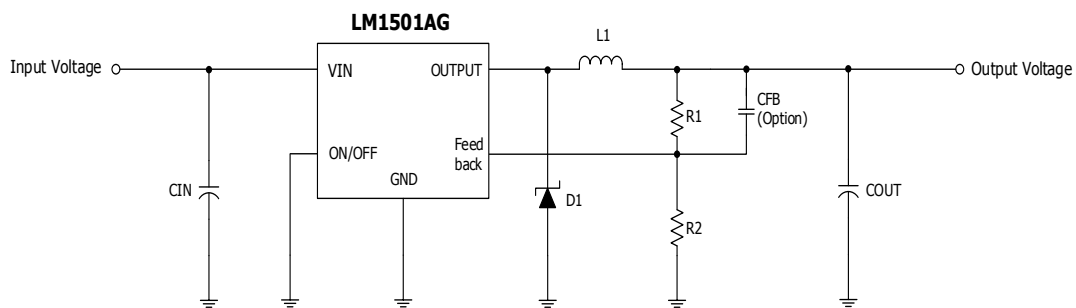 LM1501AG
L1
Input Voltage
VIN
OUTPUT
Output Voltage
R1
CFB
(Option)
ON/OFF
Feed
back
GND
CIN
D1
R2
COUT